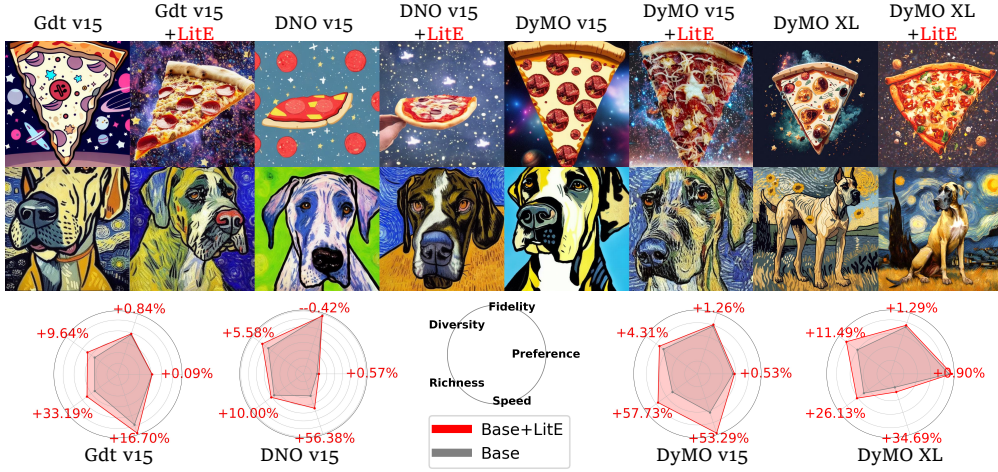 Gdt v15
Gdt v15
+LitE
DNO v15
DNO v15
+LitE
DyMO v15
DyMO v15
+LitE
DyMO XL
DyMO XL
+LitE
+0.84%
+9.64%
+0.09%
+33.19%
+16.70%
Gdt v15
--0.42%
+5.58%
+0.57%
+10.00%
+56.38%
DNO v15
Fidelity
Diversity
Preference
Richness
Speed
Base+LitE
Base
+1.26%
+4.31%
+0.53%
+57.73%
+53.29%
DyMO v15
+1.29%
+11.49%
+0.90%
+26.13%
+34.69%
DyMO XL